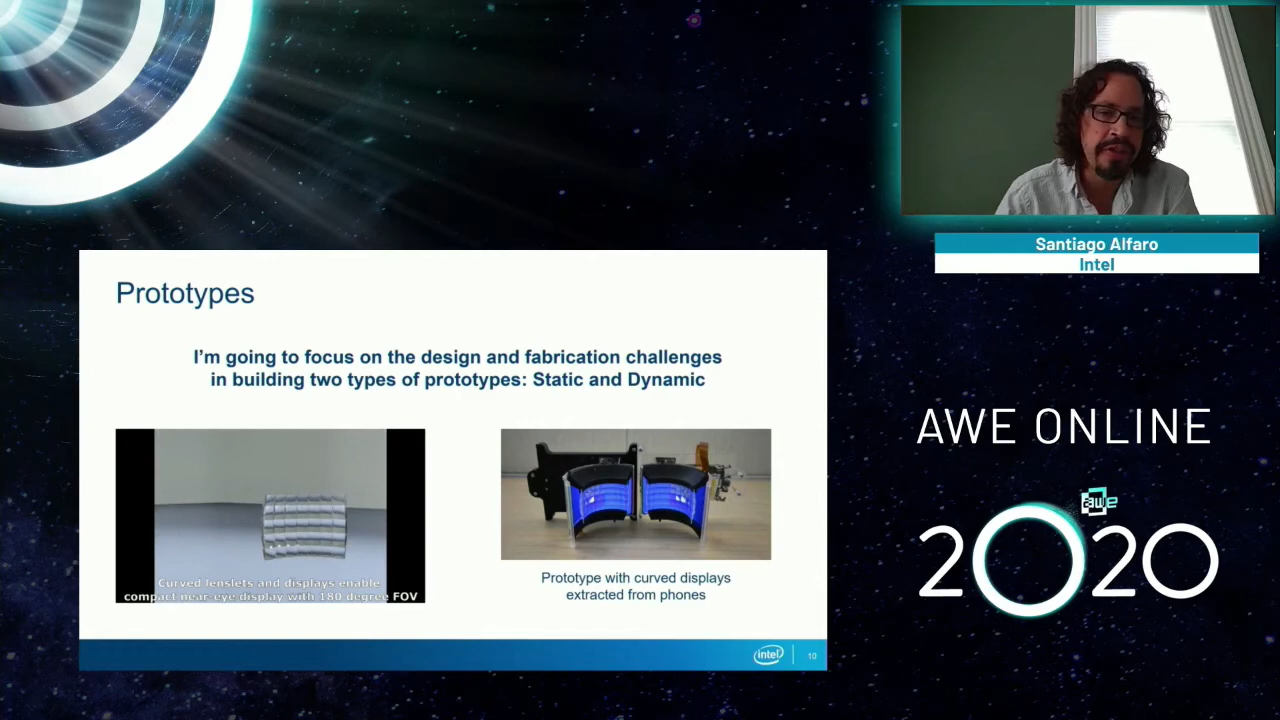 Santiago Alfaro
Intel
Prototypes
I'm going to focus on the design and fabrication challenges
in building two types of prototypes: Static and Dynamic
Curved lenslets and displays enable
compact near-eye display with 180 degree FOV
Prototype with curved displays
extracted from phones
intel
10
AWE ONLINE
awe
2020